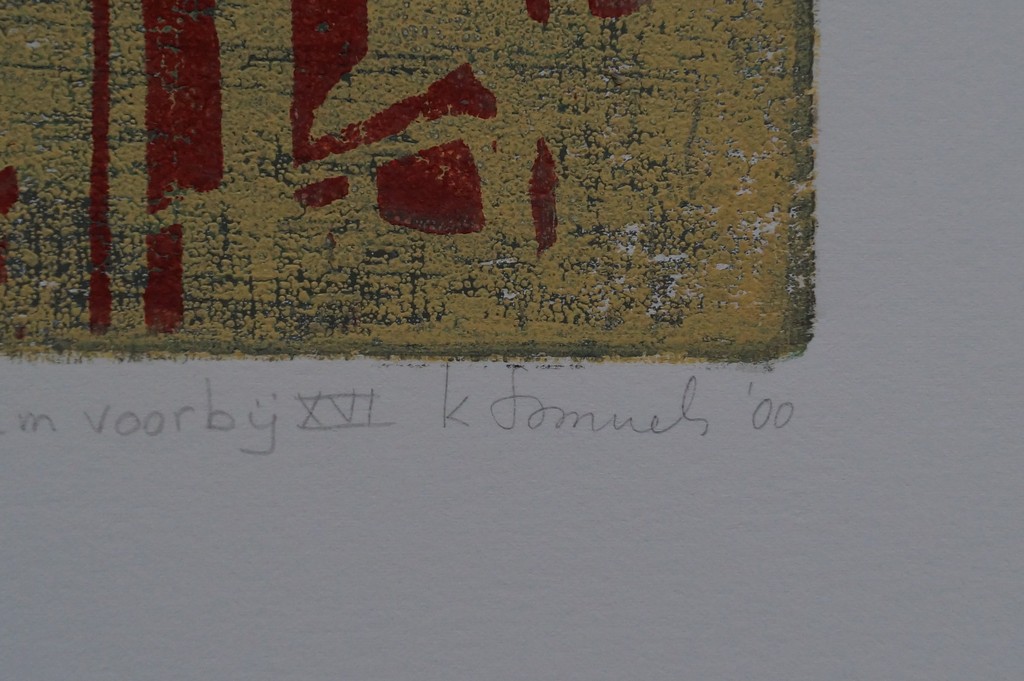 m voorbij XVI K Samuels '00